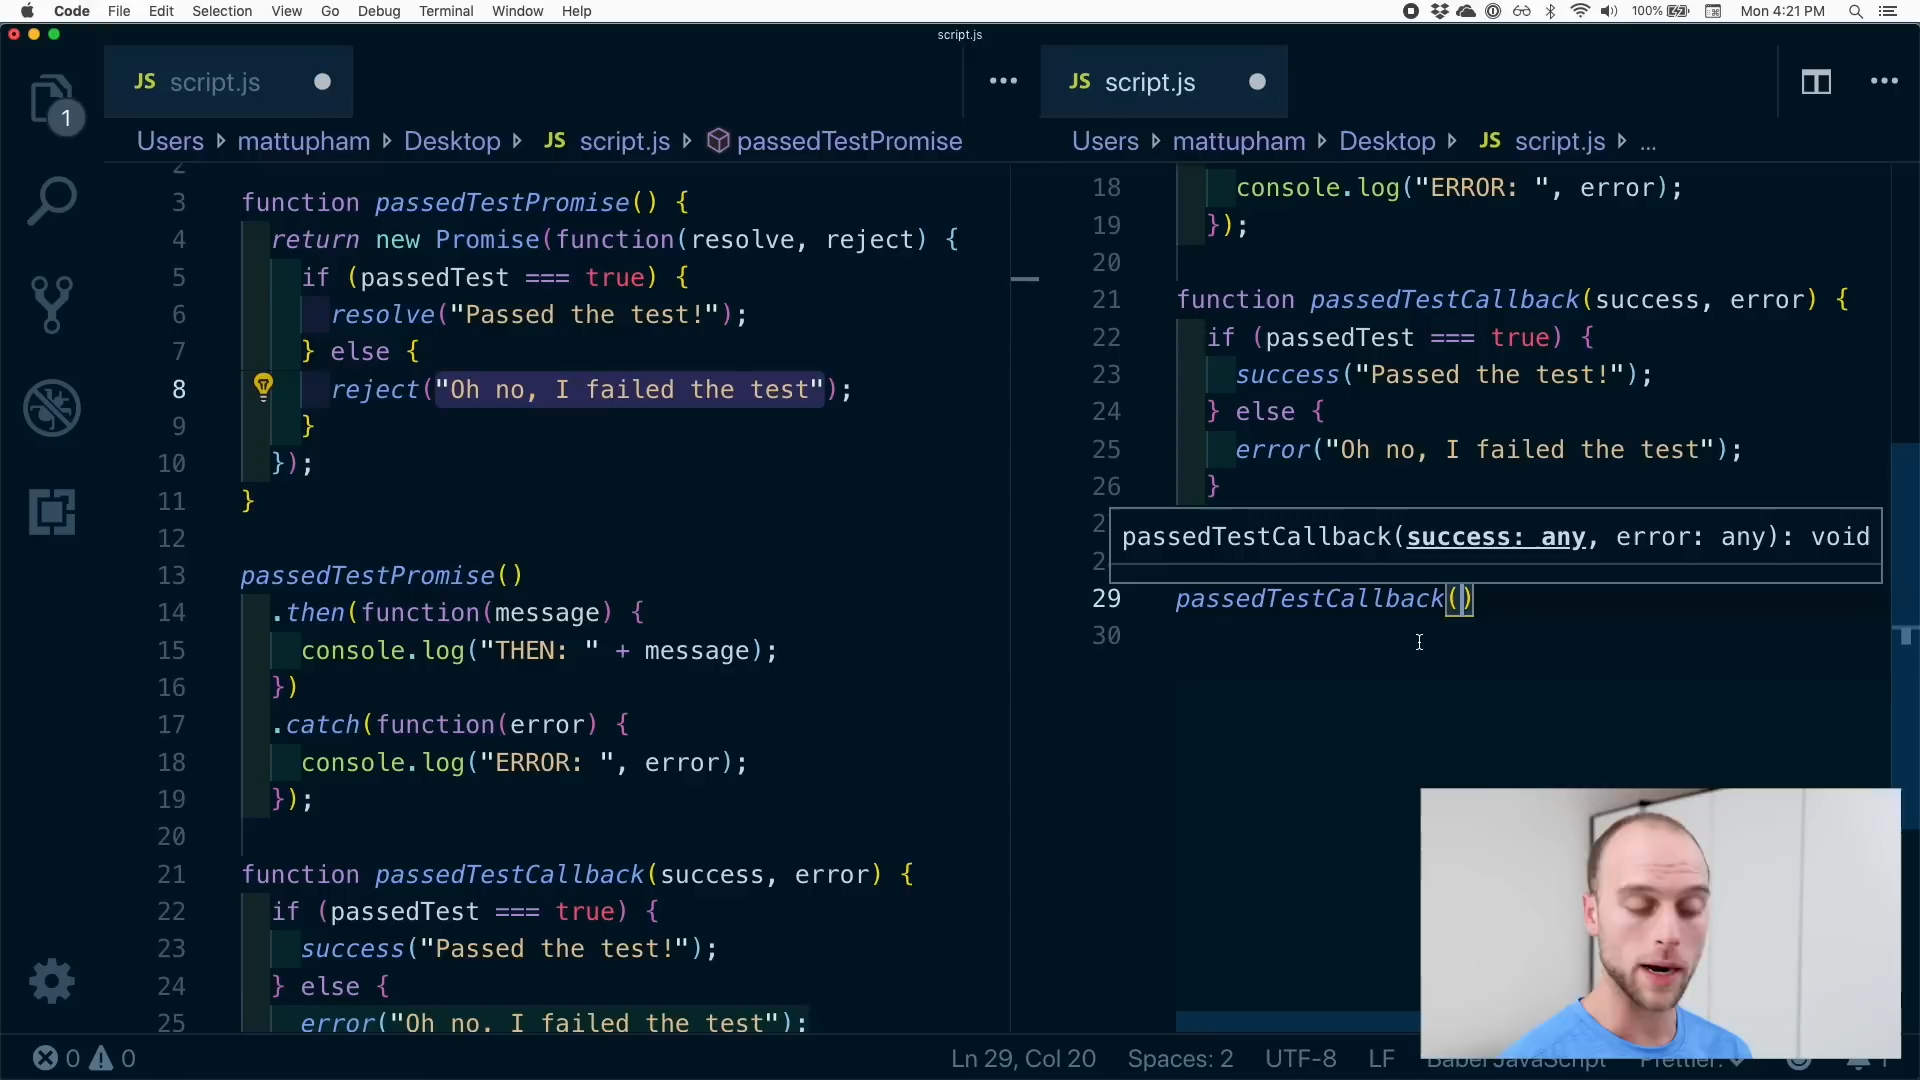 Code File Edit Selection View Go Debug Terminal Window Help 100% Mon 4:21 PM
script.js
JS script.js
Users mattupham Desktop JS script.js passedTestPromise
1
2
3 function passedTestPromise() {
4 return new Promise(function(resolve, reject) {
5 if (passedTest === true) {
6 resolve("Passed the test!");
7 } else {
8 reject("Oh no, I failed the test");
9 }
10 });
11 }
12
13 passedTestPromise()
14 .then(function(message) {
15 console.log("THEN: " + message);
16 })
17 .catch(function(error) {
18 console.log("ERROR: ", error);
19 });
20
21 function passedTestCallback(success, error) {
22 if (passedTest === true) {
23 success("Passed the test!");
24 } else {
25 error("Oh no, I failed the test");
JS script.js
Users mattupham Desktop JS script.js ...
18 console.log("ERROR: ", error);
19 });
20
21 function passedTestCallback(success, error) {
22 if (passedTest === true) {
23 success("Passed the test!");
24 } else {
25 error("Oh no, I failed the test");
26 }
2
passedTestCallback(success: any, error: any): void
2
29 passedTestCallback()
30
0 0 Ln 29, Col 20 Spaces: 2 UTF-8 LF Babel JavaScript Prettier: 1